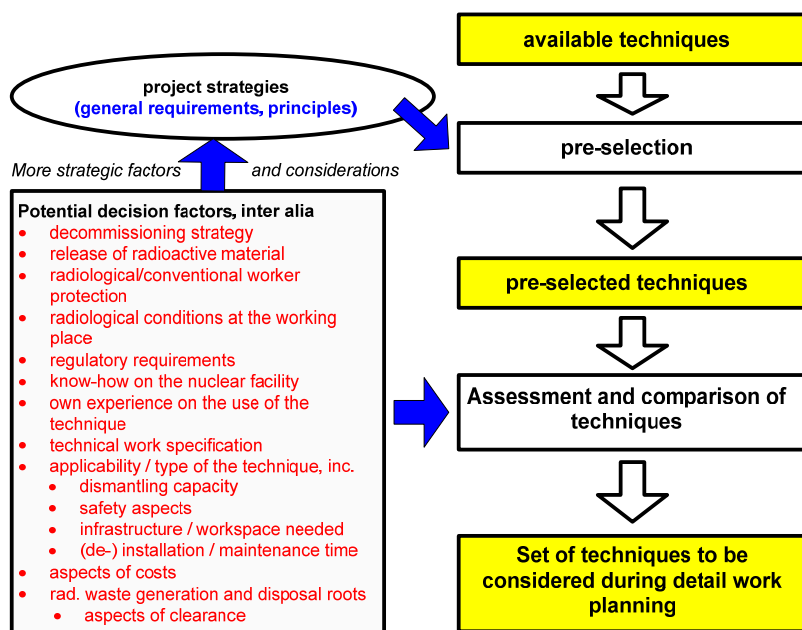 project strategies
(general requirements, principles)
More strategic factors and considerations
Potential decision factors, inter alia
• decommissioning strategy
• release of radioactive material
• radiological/conventional worker
protection
• radiological conditions at the working
place
• regulatory requirements
• know-how on the nuclear facility
• own experience on the use of the
technique
• technical work specification
• applicability / type of the technique, inc.
• dismantling capacity
• safety aspects
• infrastructure / workspace needed
• (de-) installation / maintenance time
• aspects of costs
• rad. waste generation and disposal roots
• aspects of clearance
available techniques
pre-selection
pre-selected techniques
Assessment and comparison of
techniques
Set of techniques to be
considered during detail work
planning